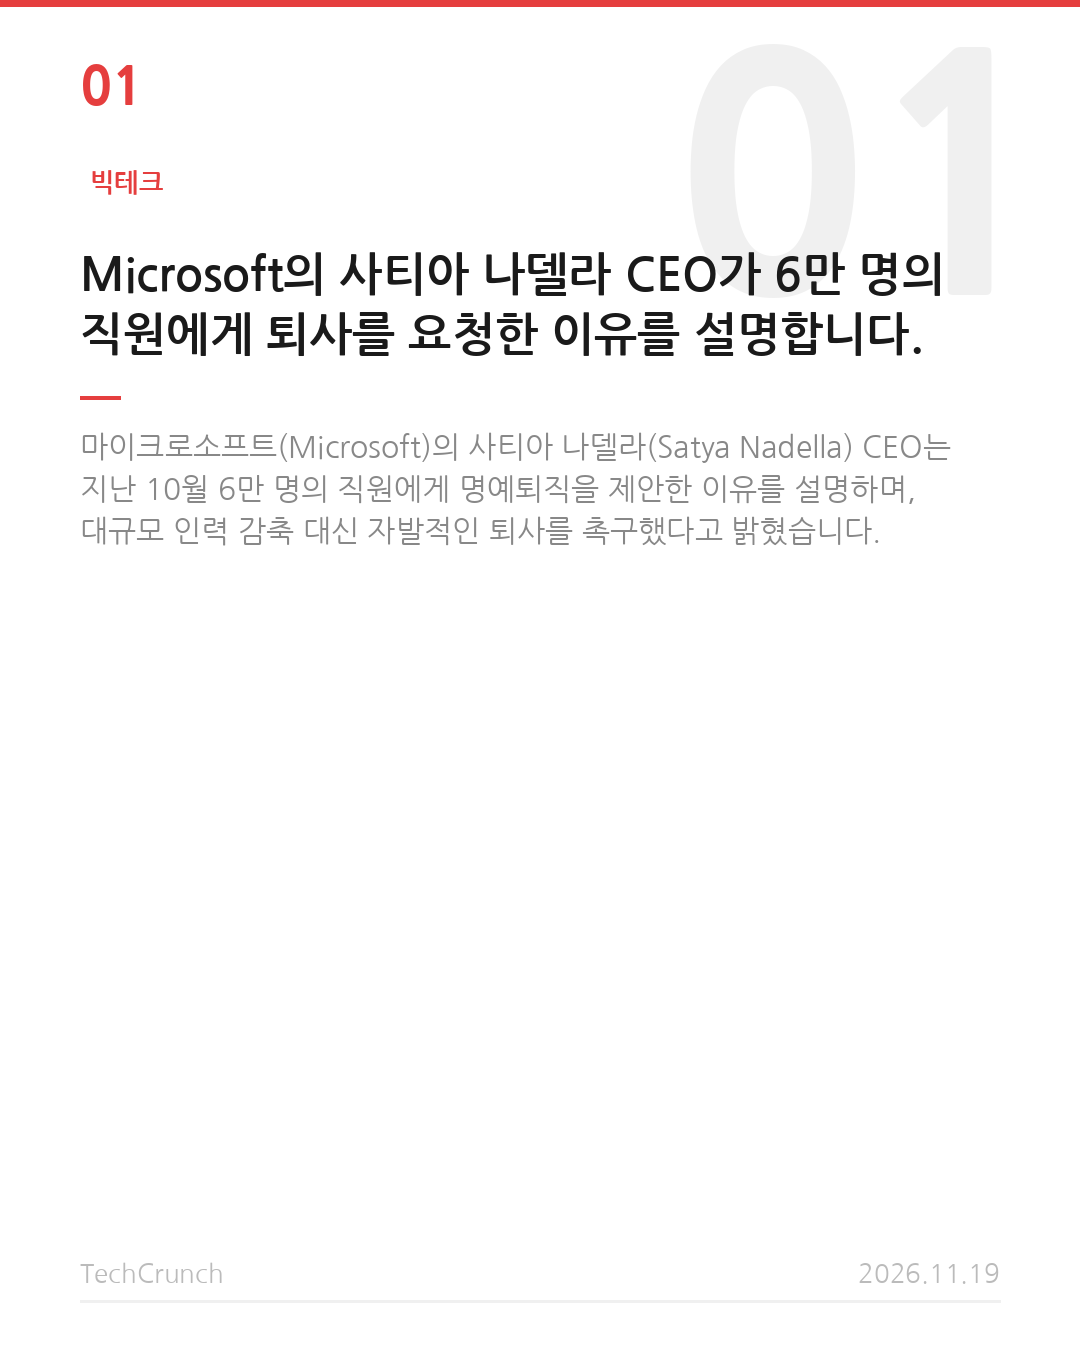 01
01
빅테크
Microsoft의 사티아 나델라 CEO가 6만 명의
직원에게 퇴사를 요청한 이유를 설명합니다.
마이크로소프트(Microsoft)의 사티아 나델라(Satya Nadella) CEO는
지난 10월 6만 명의 직원에게 명예퇴직을 제안한 이유를 설명하며,
대규모 인력 감축 대신 자발적인 퇴사를 촉구했다고 밝혔습니다.
TechCrunch
2026.11.19